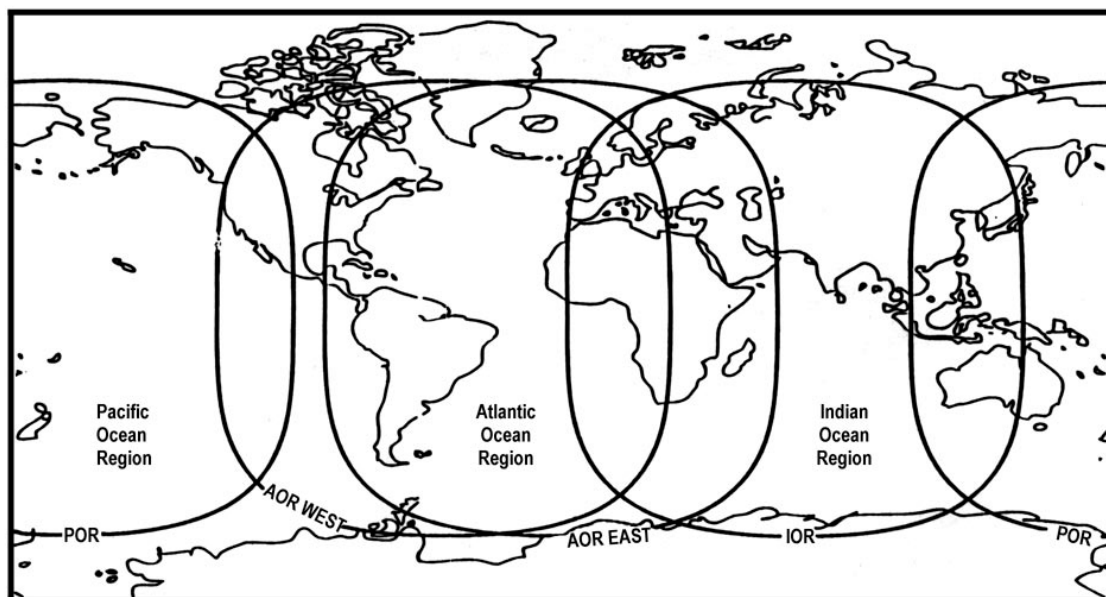 Pacific
Ocean
Region
Atlantic
Ocean
Region
Indian
Ocean
Region
POR
AOR WEST
AOR EAST
IOR
POR